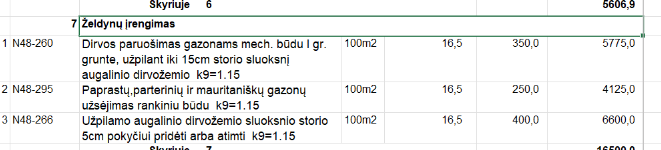 Skyriuje 6 5606,9
7 Želdynų įrengimas
1 N48-260 Dirvos paruošimas gazonams mech. būdu I gr. 100m2 16,5 350,0 5775,0
grunte, užpilant iki 15cm storio sluoksnį
augalinio dirvožemio k9=1.15
2 N48-295 Paprastų,parterinių ir mauritaniškų gazonų 100m2 16,5 250,0 4125,0
užsėjimas rankiniu būdu k9=1.15
3 N48-266 Užpilamo augalinio dirvožemio sluoksnio storio 100m2 16,5 400,0 6600,0
5cm pokyčiui pridėti arba atimti k9=1.15
Skyriuje 7 16500,0